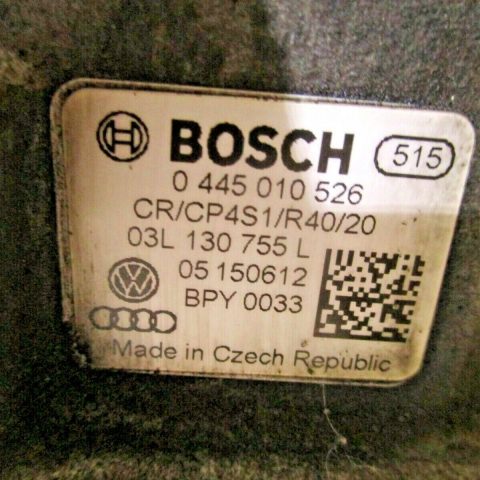 BOSCH 515
0 445 010 526
CR/CP4S1/R40/20
03L 130 755 L
05 150612
BPY 0033
Made in Czech Republic